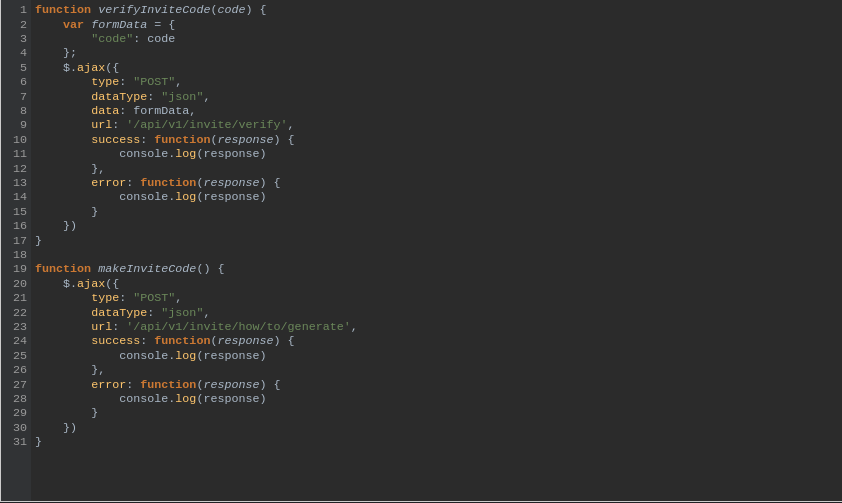 1 function verifyInviteCode(code) {
2     var formData = {
3         "code": code
4     };
5     $.ajax({
6         type: "POST",
7         dataType: "json",
8         data: formData,
9         url: '/api/v1/invite/verify',
10         success: function(response) {
11             console.log(response)
12         },
13         error: function(response) {
14             console.log(response)
15         }
16     })
17 }
18
19 function makeInviteCode() {
20     $.ajax({
21         type: "POST",
22         dataType: "json",
23         url: '/api/v1/invite/how/to/generate',
24         success: function(response) {
25             console.log(response)
26         },
27         error: function(response) {
28             console.log(response)
29         }
30     })
31 }